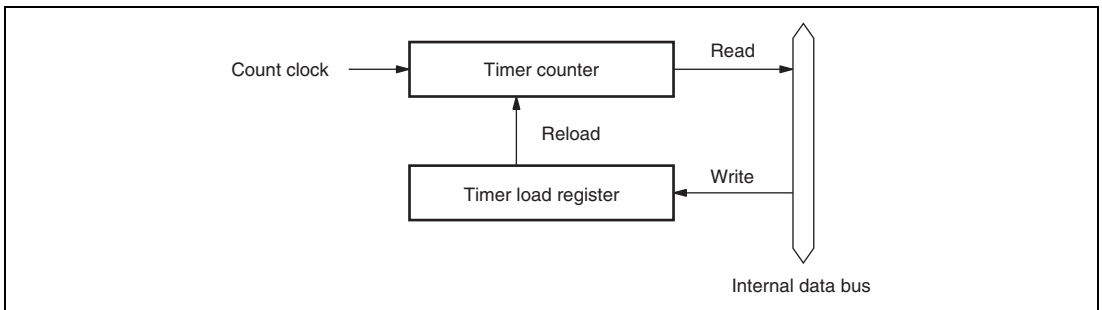 Read
Count clock
Timer counter
Reload
Write
Timer load register
Internal data bus